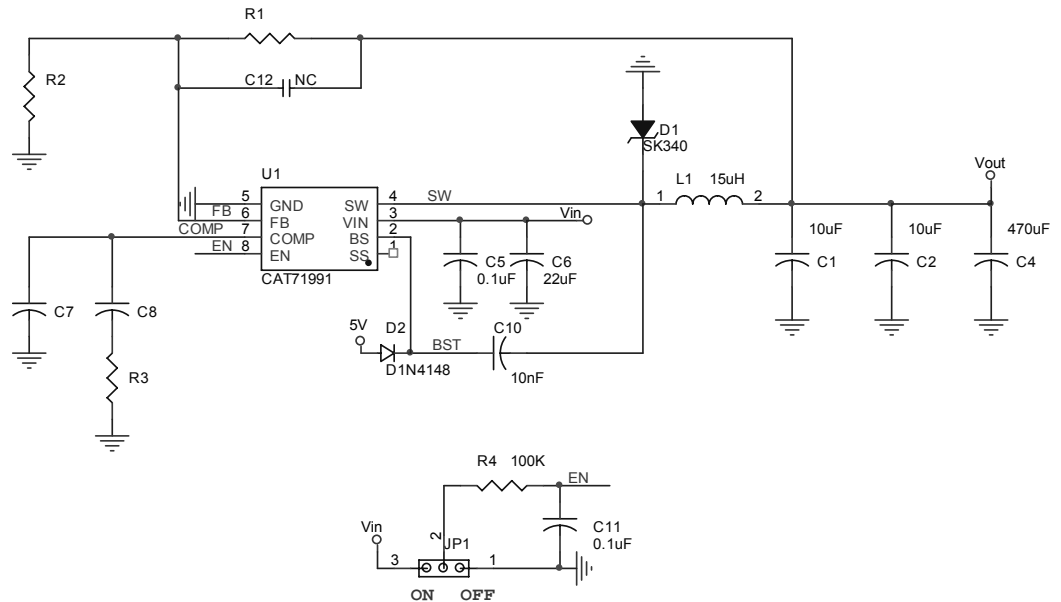 R1
R2
C12 NC
D1
SK340
U1
L1 15uH
1 2
Vout
5 GND SW 4 SW
FB 6 FB VIN 3 Vin
COMP 7 COMP BS 2
EN 8 EN SS 1
CAT71991
C5
0.1uF
C6
22uF
10uF
C1
10uF
C2
470uF
C4
C7
C8
R3
5V
D2
D1N4148
BST
C10
10nF
R4 100K
EN
C11
0.1uF
Vin
2
JP1
3 1
ON OFF